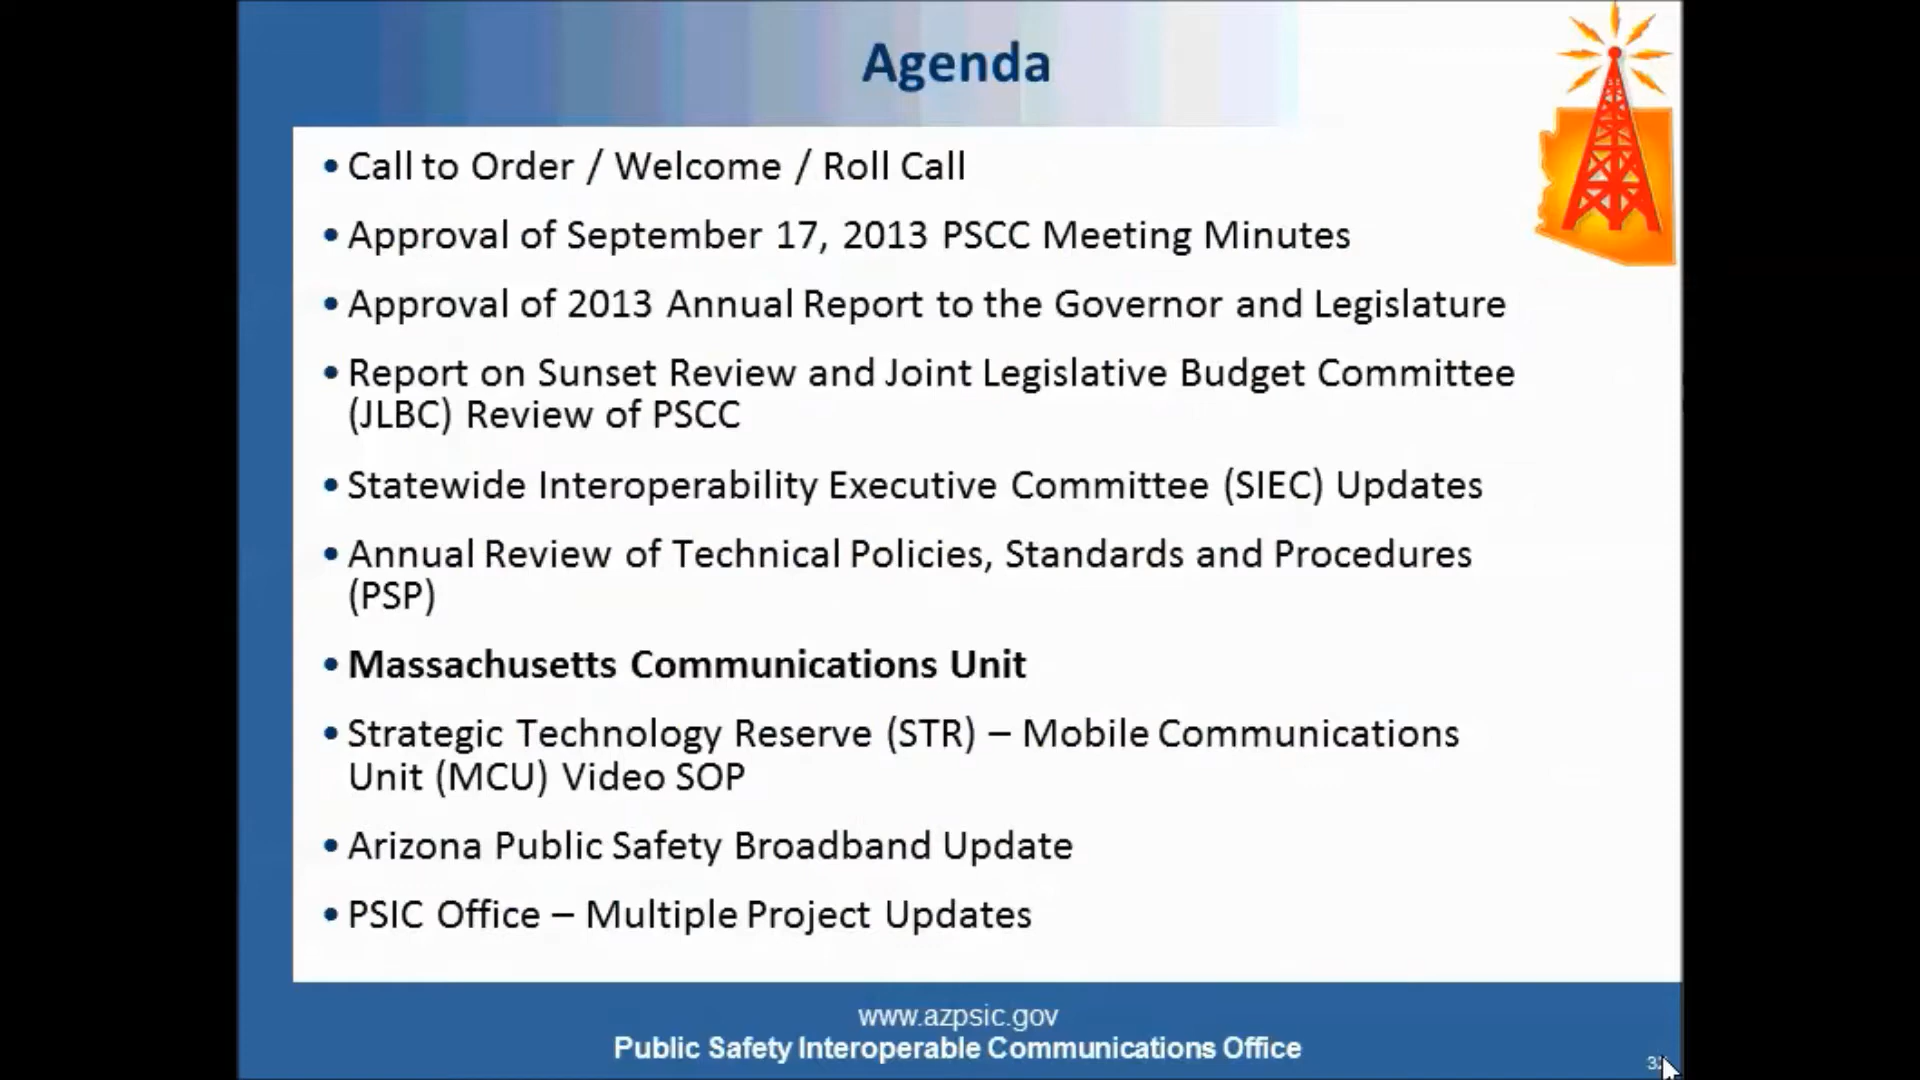 Agenda
• Call to Order / Welcome / Roll Call
• Approval of September 17, 2013 PSCC Meeting Minutes
• Approval of 2013 Annual Report to the Governor and Legislature
• Report on Sunset Review and Joint Legislative Budget Committee
(JLBC) Review of PSCC
• Statewide Interoperability Executive Committee (SIEC) Updates
• Annual Review of Technical Policies, Standards and Procedures
(PSP)
• Massachusetts Communications Unit
• Strategic Technology Reserve (STR) – Mobile Communications
Unit (MCU) Video SOP
• Arizona Public Safety Broadband Update
• PSIC Office – Multiple Project Updates
www.azpsic.gov
Public Safety Interoperable Communications Office